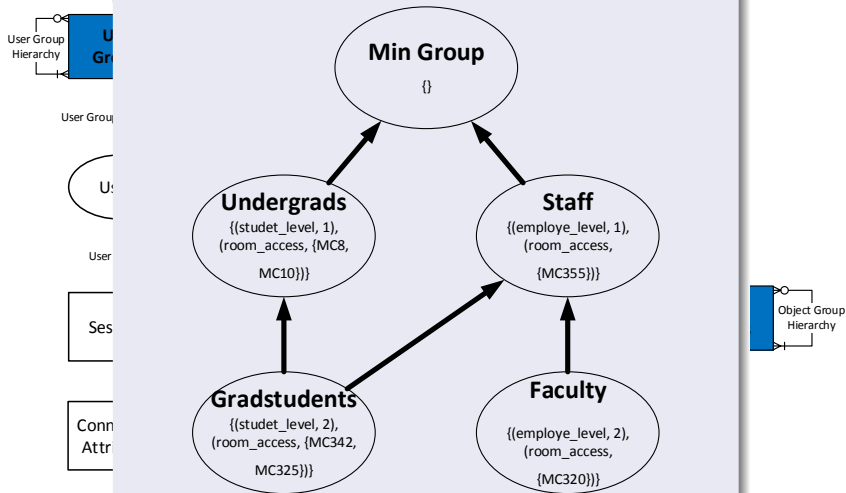 User Group
Hierarchy
Min Group
{}
User
Undergrads
{(studet_level, 1),
(room_access, {MC8,
MC10})}
Staff
{(employe_level, 1),
(room_access,
{MC355})}
User
Object Group
Hierarchy
Gradstudents
{(studet_level, 2),
(room_access, {MC342,
MC325})}
Faculty
{(employe_level, 2),
(room_access,
{MC320})}